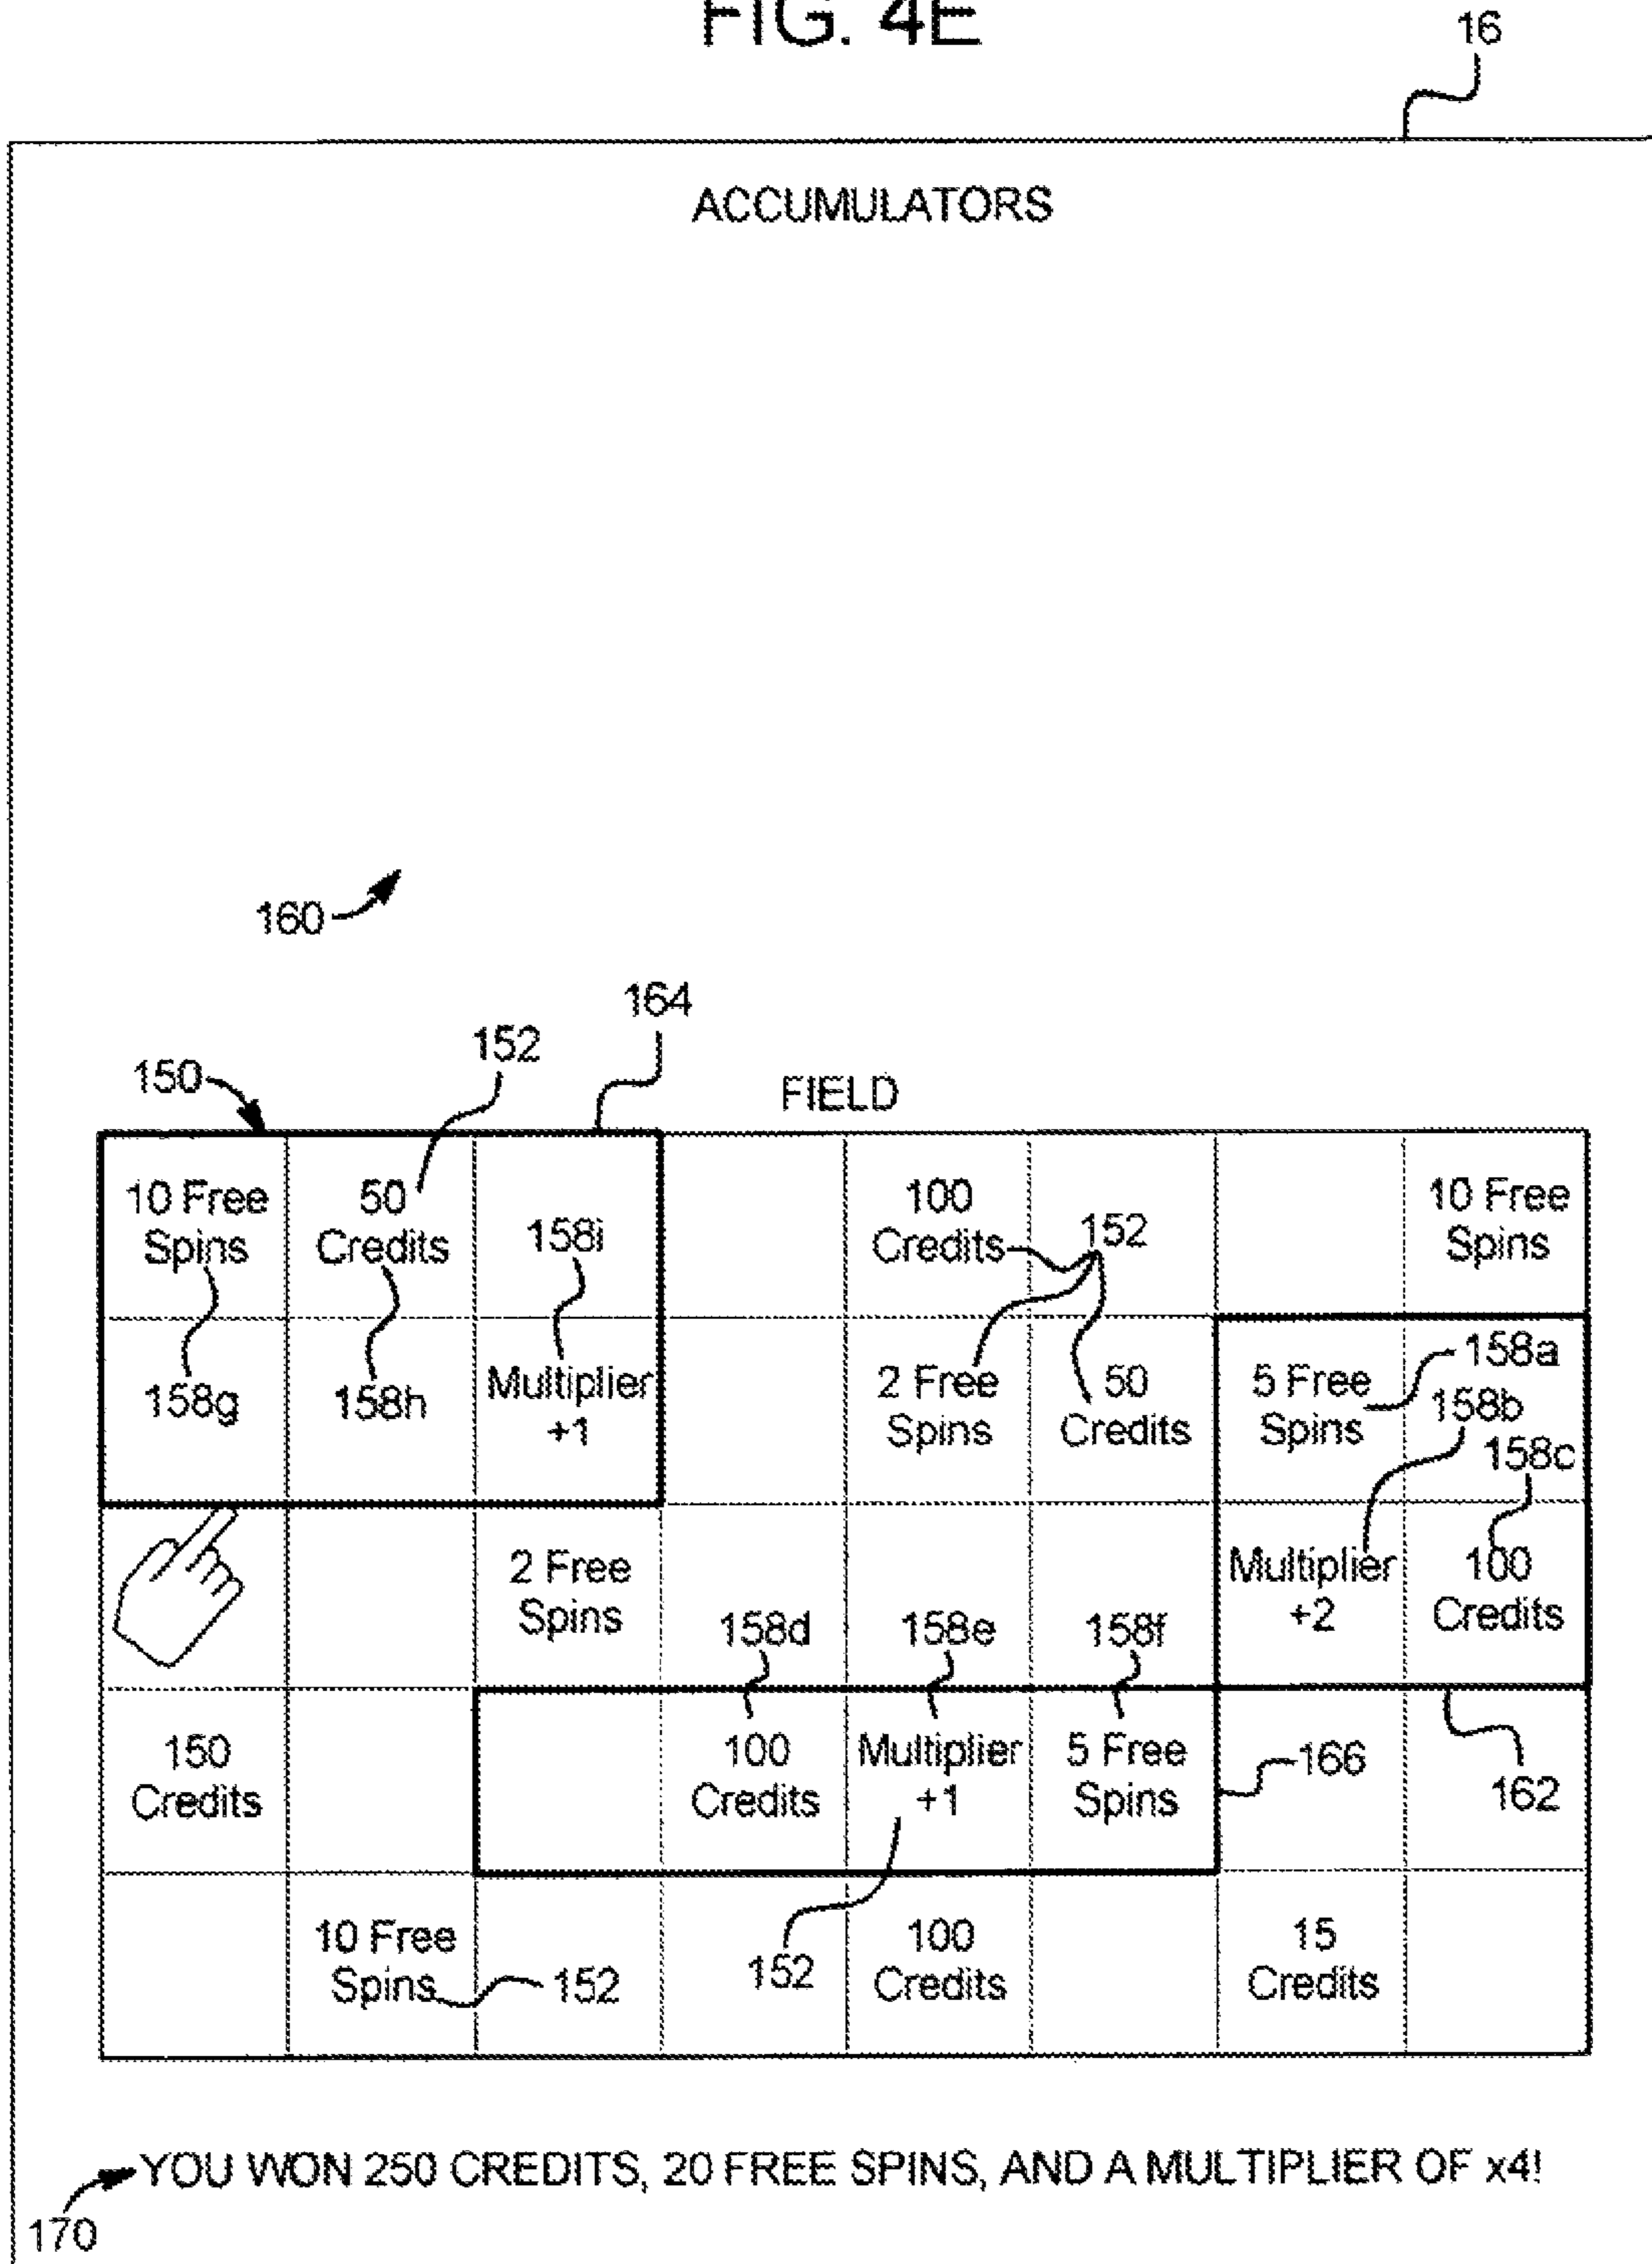 FIG. 4E
16
ACCUMULATORS
160
164
152
150
FIELD
10 Free
Spins
50
Credits
158i
100
Credits
152
10 Free
Spins
158g
158h
Multiplier
+1
2 Free
Spins
50
Credits
5 Free
Spins
158a
158b
158c
2 Free
Spins
158d
158e
158f
Multiplier
+2
100
Credits
150
Credits
100
Credits
Multiplier
+1
5 Free
Spins
166
162
10 Free
Spins
152
152
100
Credits
15
Credits
YOU WON 250 CREDITS, 20 FREE SPINS, AND A MULTIPLIER OF x4!
170